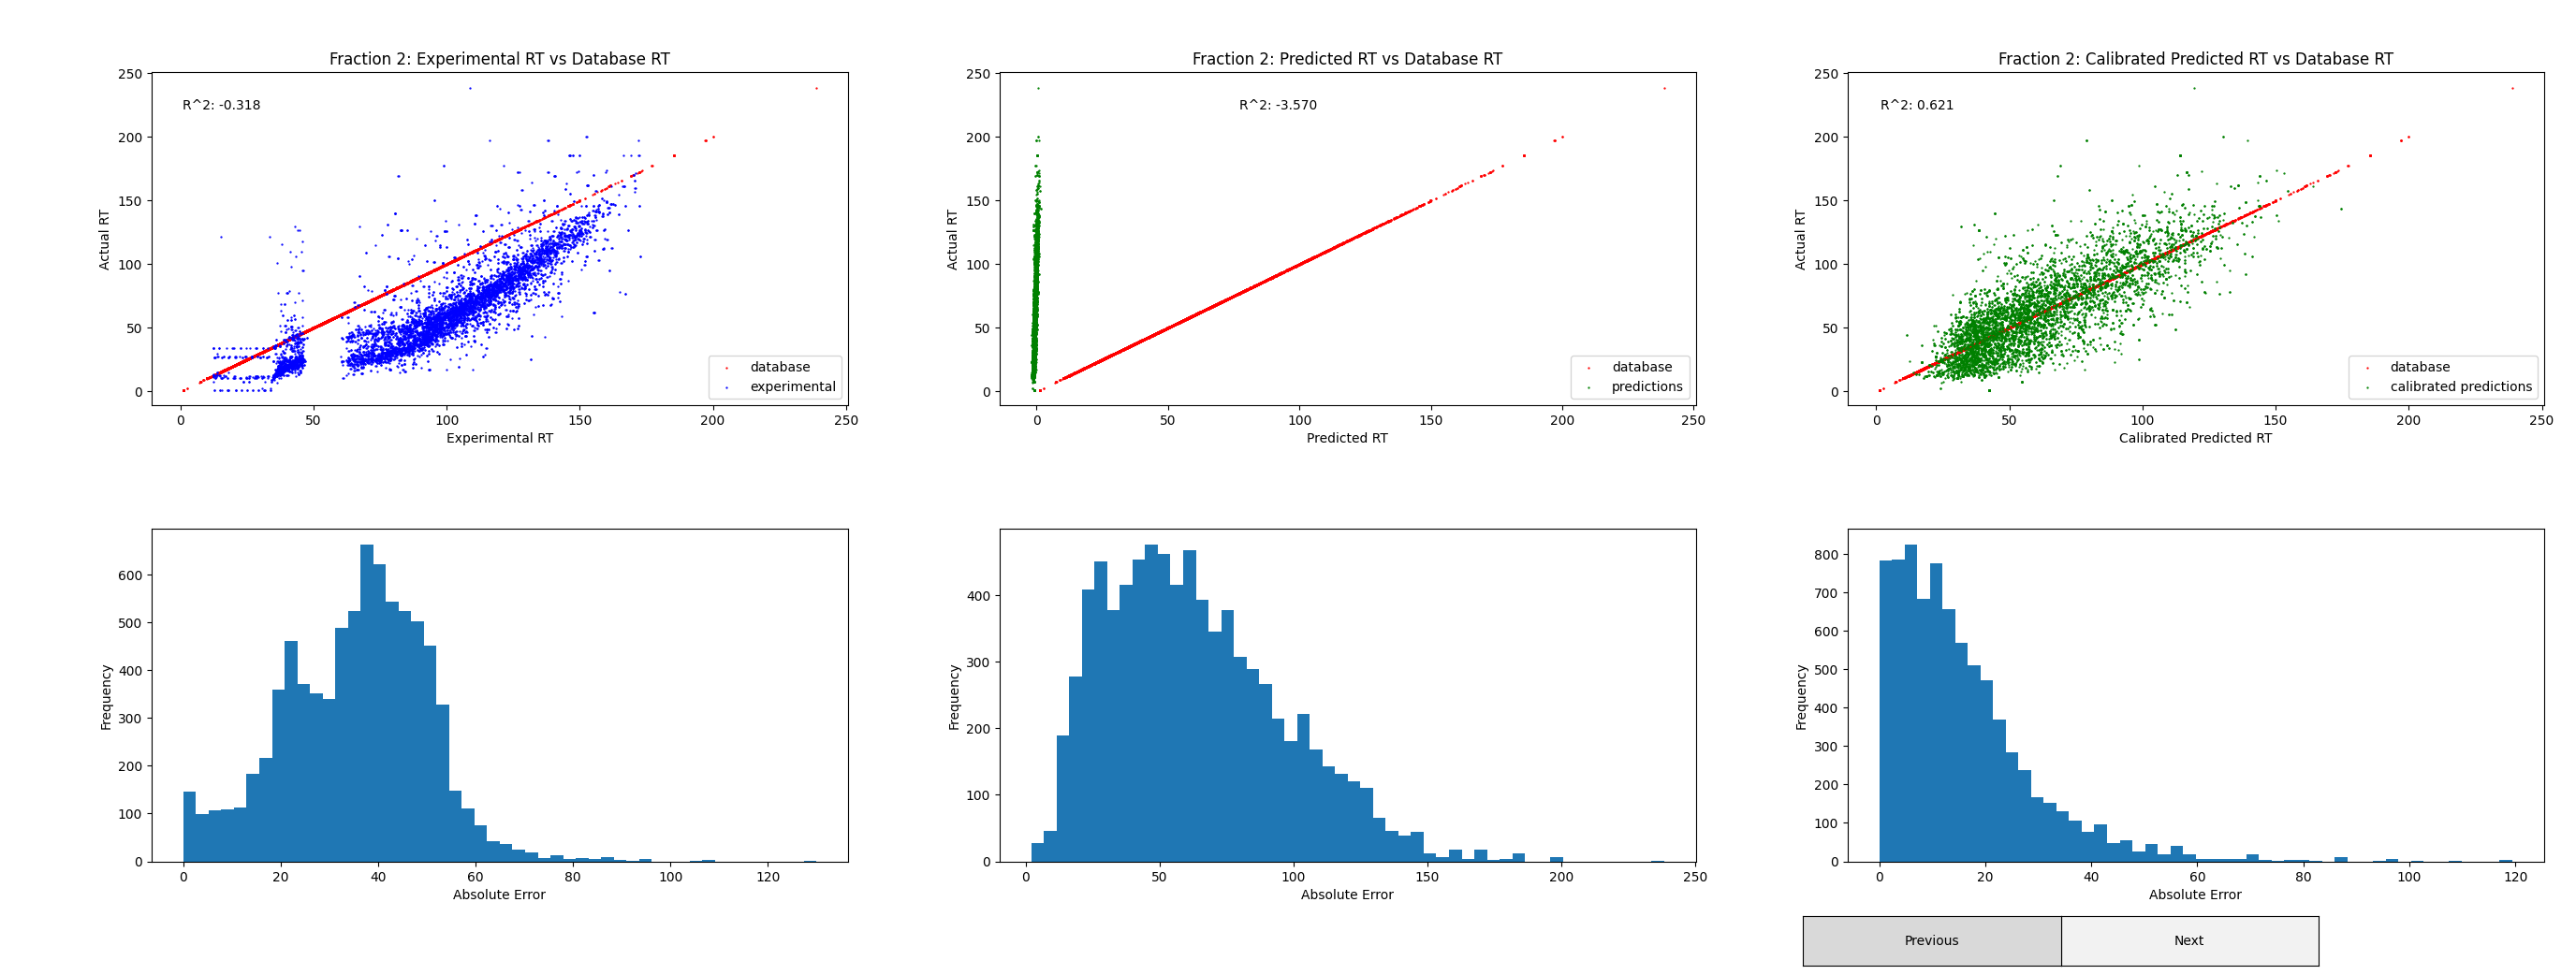 Fraction 2: Experimental RT vs Database RT
250
200
150
100
50
0
Actual RT
R^2: -0.318
database
experimental
0 50 100 150 200 250
Experimental RT
Fraction 2: Predicted RT vs Database RT
250
200
150
100
50
0
Actual RT
R^2: -3.570
database
predictions
0 50 100 150 200 250
Predicted RT
Fraction 2: Calibrated Predicted RT vs Database RT
250
200
150
100
50
0
Actual RT
R^2: 0.621
database
calibrated predictions
0 50 100 150 200 250
Calibrated Predicted RT
600
500
400
300
200
100
0
Frequency
0 20 40 60 80 100 120
Absolute Error
400
300
200
100
0
Frequency
0 50 100 150 200 250
Absolute Error
800
700
600
500
400
300
200
100
0
Frequency
0 20 40 60 80 100 120
Absolute Error
Previous
Next